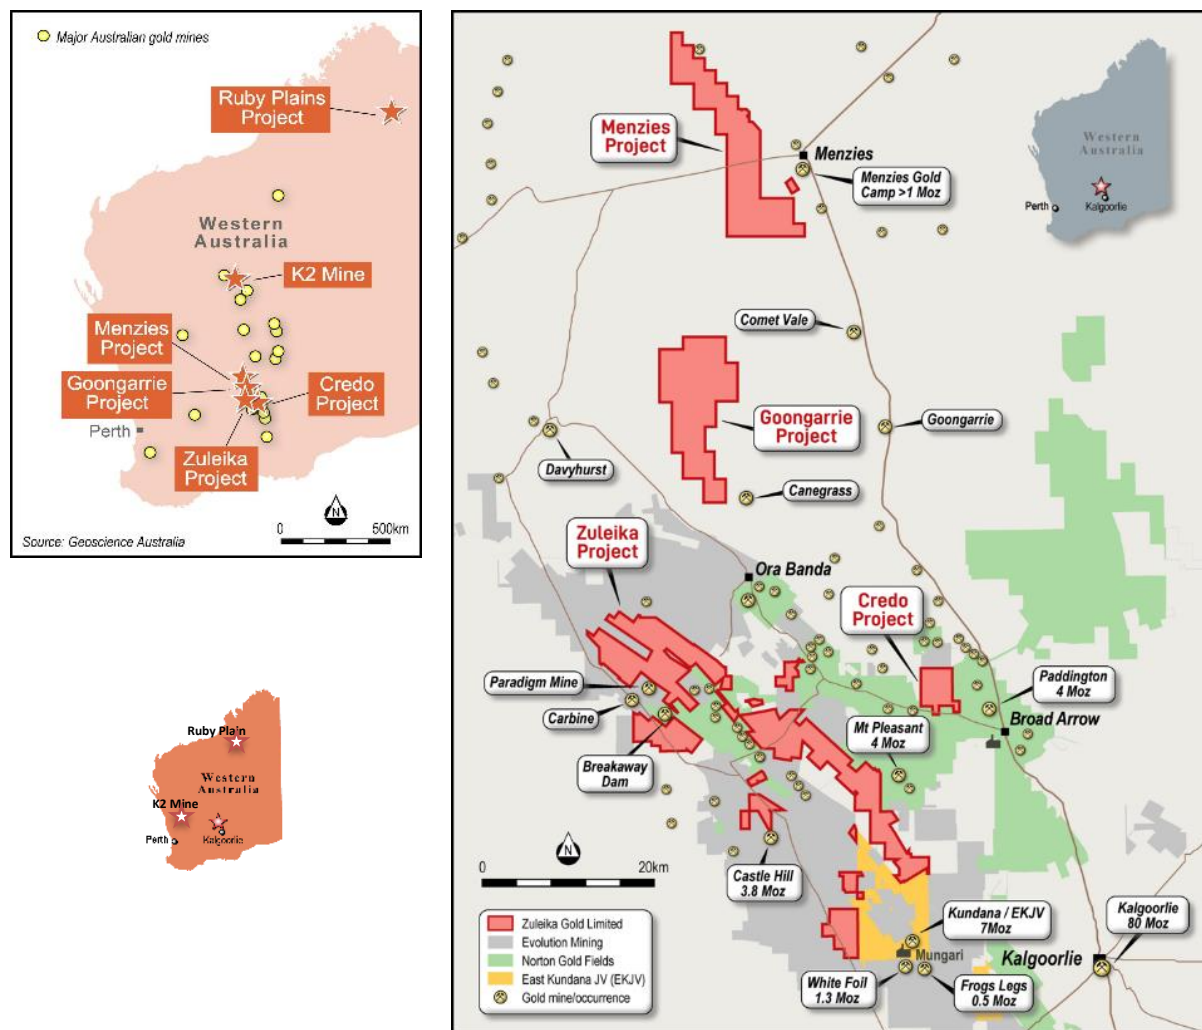 Major Australian gold mines
Ruby Plains
Project
Western
Australia
K2 Mine
Menzies
Project
Goongarrie
Project
Credo
Project
Perth
Zuleika
Project
N
0
500km
Source: Geoscience Australia
Ruby Plain
Western
Australia
K2 Mine
Perth
Kalgoorlie
Menzies
Project
Menzies
Menzies Gold
Camp >1 Moz
Western
Australia
Perth
Kalgoorlie
Comet Vale
Goongarrie
Project
Goongarrie
Davyhurst
Canegrass
Zuleika
Project
Ora Banda
Credo
Project
Paradigm Mine
Carbine
Paddington
4 Moz
Broad Arrow
Mt Pleasant
4 Moz
Breakaway
Dam
N
0
20km
Castle Hill
3.8 Moz
Zuleika Gold Limited
Evolution Mining
Norton Gold Fields
East Kundana JV (EKJV)
Gold mine/occurrence
Kundana / EKJV
7Moz
Mungari
Kalgoorlie
80 Moz
Kalgoorlie
White Foil
1.3 Moz
Frogs Legs
0.5 Moz